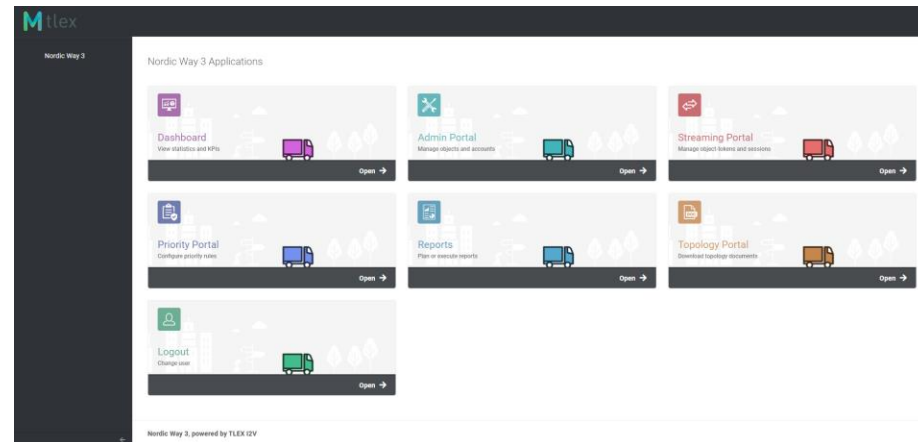 Mtlex
Nordic Way 3
Nordic Way 3 Applications
Dashboard
View statistics and KPIs
Open
Admin Portal
Manage objects and accounts
Open
Streaming Portal
Manage object-tokens and sessions
Open
Priority Portal
Configure priority rules
Open
Reports
Plan or execute reports
Open
Topology Portal
Download topology documents
Open
Logout
Change user
Open
Nordic Way 3, powered by TLEX I2V